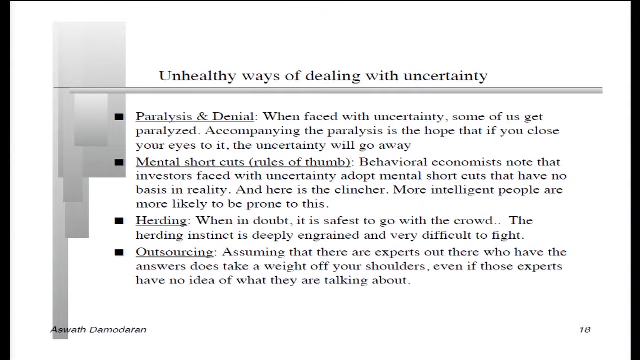 Unhealthy ways of dealing with uncertainty
Paralysis & Denial: When faced with uncertainty, some of us get
paralyzed. Accompanying the paralysis is the hope that if you close
your eyes to it, the uncertainty will go away
Mental short cuts (rules of thumb): Behavioral economists note that
investors faced with uncertainty adopt mental short cuts that have no
basis in reality. And here is the clincher. More intelligent people are
more likely to be prone to this.
Herding: When in doubt, it is safest to go with the crowd.. The
herding instinct is deeply engrained and very difficult to fight.
Outsourcing: Assuming that there are experts out there who have the
answers does take a weight off your shoulders, even if those experts
have no idea of what they are talking about.
Aswath Damodaran
18